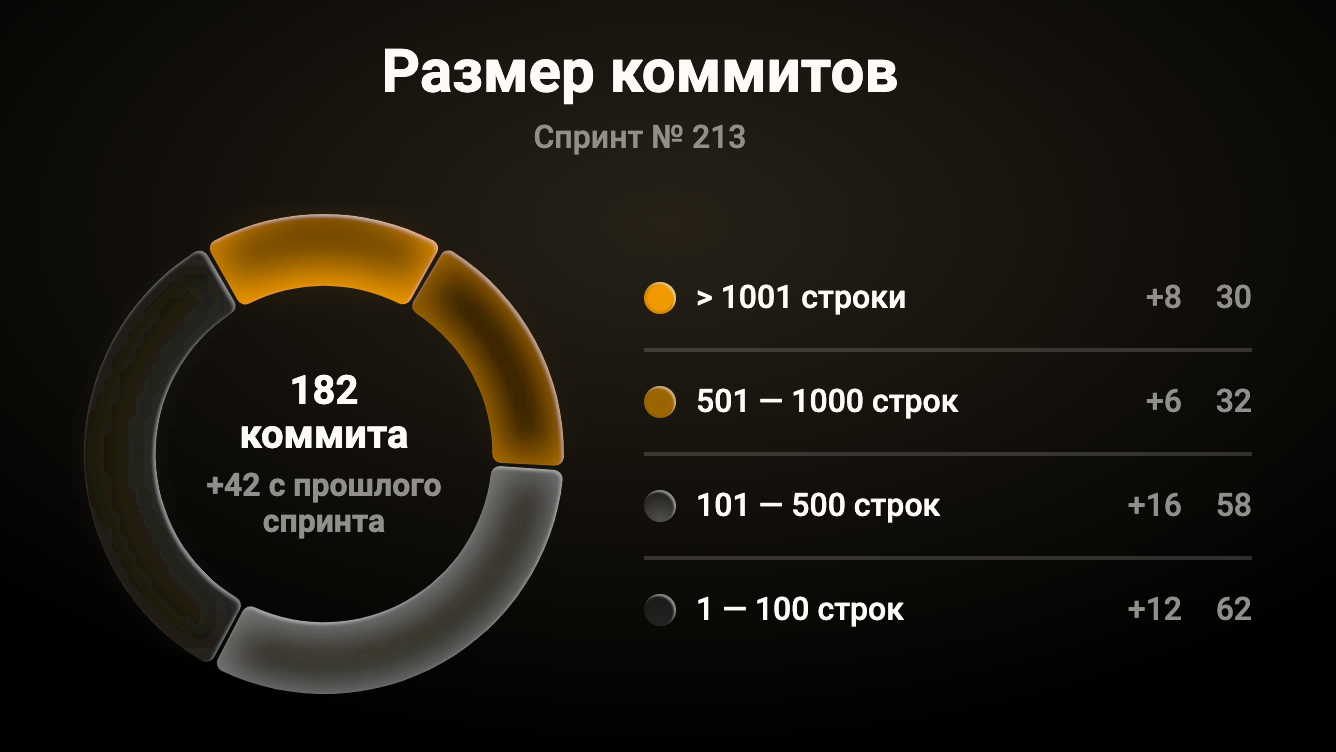 Размер коммитов
Спринт № 213
182
коммита
+42 с прошлого
спринта
> 1001 строки +8 30
501 — 1000 строк +6 32
101 — 500 строк +16 58
1 — 100 строк +12 62